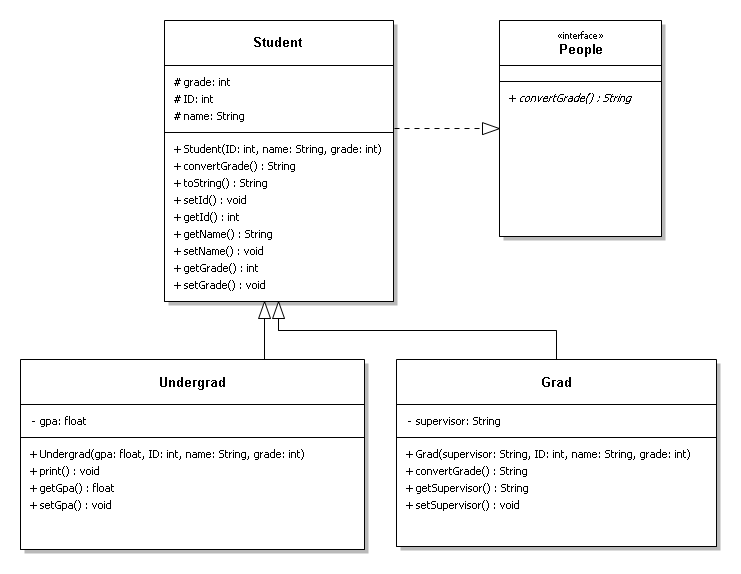 Student
# grade: int
# ID: int
# name: String
+ Student(ID: int, name: String, grade: int)
+ convertGrade() : String
+ toString() : String
+ setId() : void
+ getId() : int
+ getName() : String
+ setName() : void
+ getGrade() : int
+ setGrade() : void
«interface»
People
+ convertGrade() : String
Undergrad
- gpa: float
+ Undergrad(gpa: float, ID: int, name: String, grade: int)
+ print() : void
+ getGpa() : float
+ setGpa() : void
Grad
- supervisor: String
+ Grad(supervisor: String, ID: int, name: String, grade: int)
+ convertGrade() : String
+ getSupervisor() : String
+ setSupervisor() : void